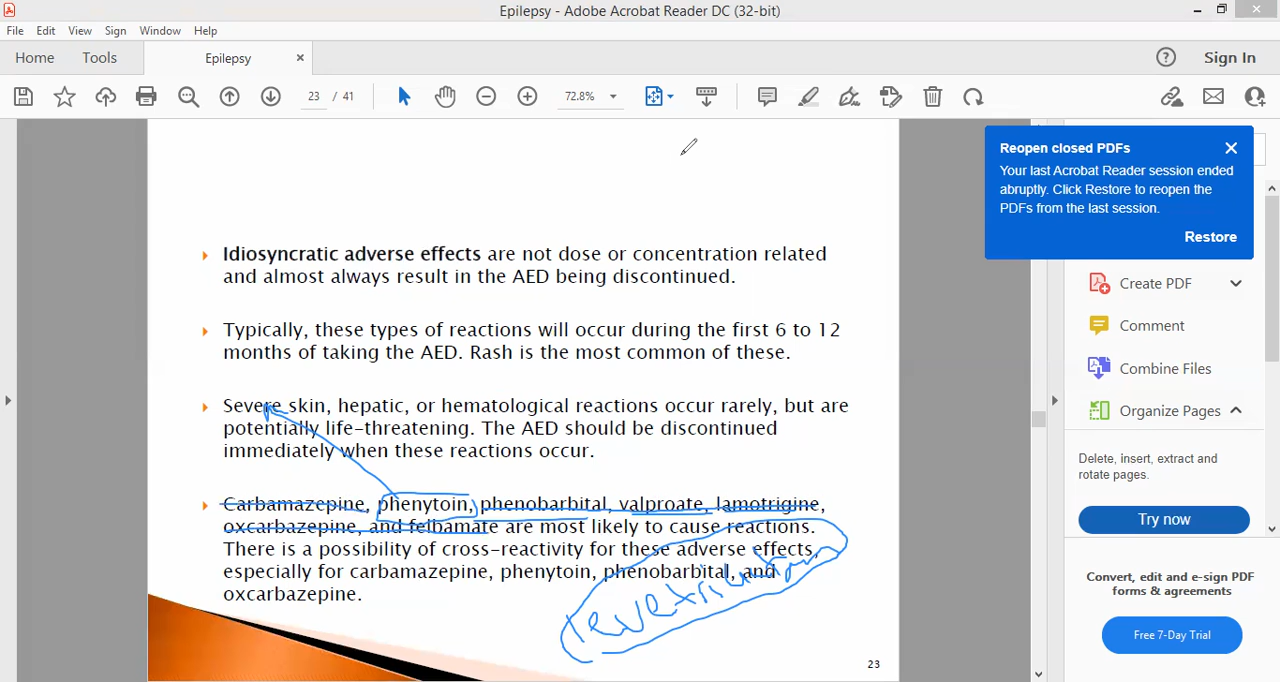 Epilepsy - Adobe Acrobat Reader DC (32-bit)
File Edit View Sign Window Help
Home Tools Epilepsy Sign In
23 / 41 72.8%
Reopen closed PDFs
Your last Acrobat Reader session ended
abruptly. Click Restore to reopen the
PDFs from the last session.
Restore
Idiosyncratic adverse effects are not dose or concentration related
and almost always result in the AED being discontinued.
Typically, these types of reactions will occur during the first 6 to 12
months of taking the AED. Rash is the most common of these.
Severe skin, hepatic, or hematological reactions occur rarely, but are
potentially life-threatening. The AED should be discontinued
immediately when these reactions occur.
Carbamazepine, phenytoin, phenobarbital, valproate, lamotrigine,
oxcarbazepine, and felbamate are most likely to cause reactions.
There is a possibility of cross-reactivity for these adverse effects,
especially for carbamazepine, phenytoin, phenobarbital, and
oxcarbazepine.
23
Create PDF
Comment
Combine Files
Organize Pages
Delete, insert, extract and
rotate pages.
Try now
Convert, edit and e-sign PDF
forms & agreements
Free 7-Day Trial